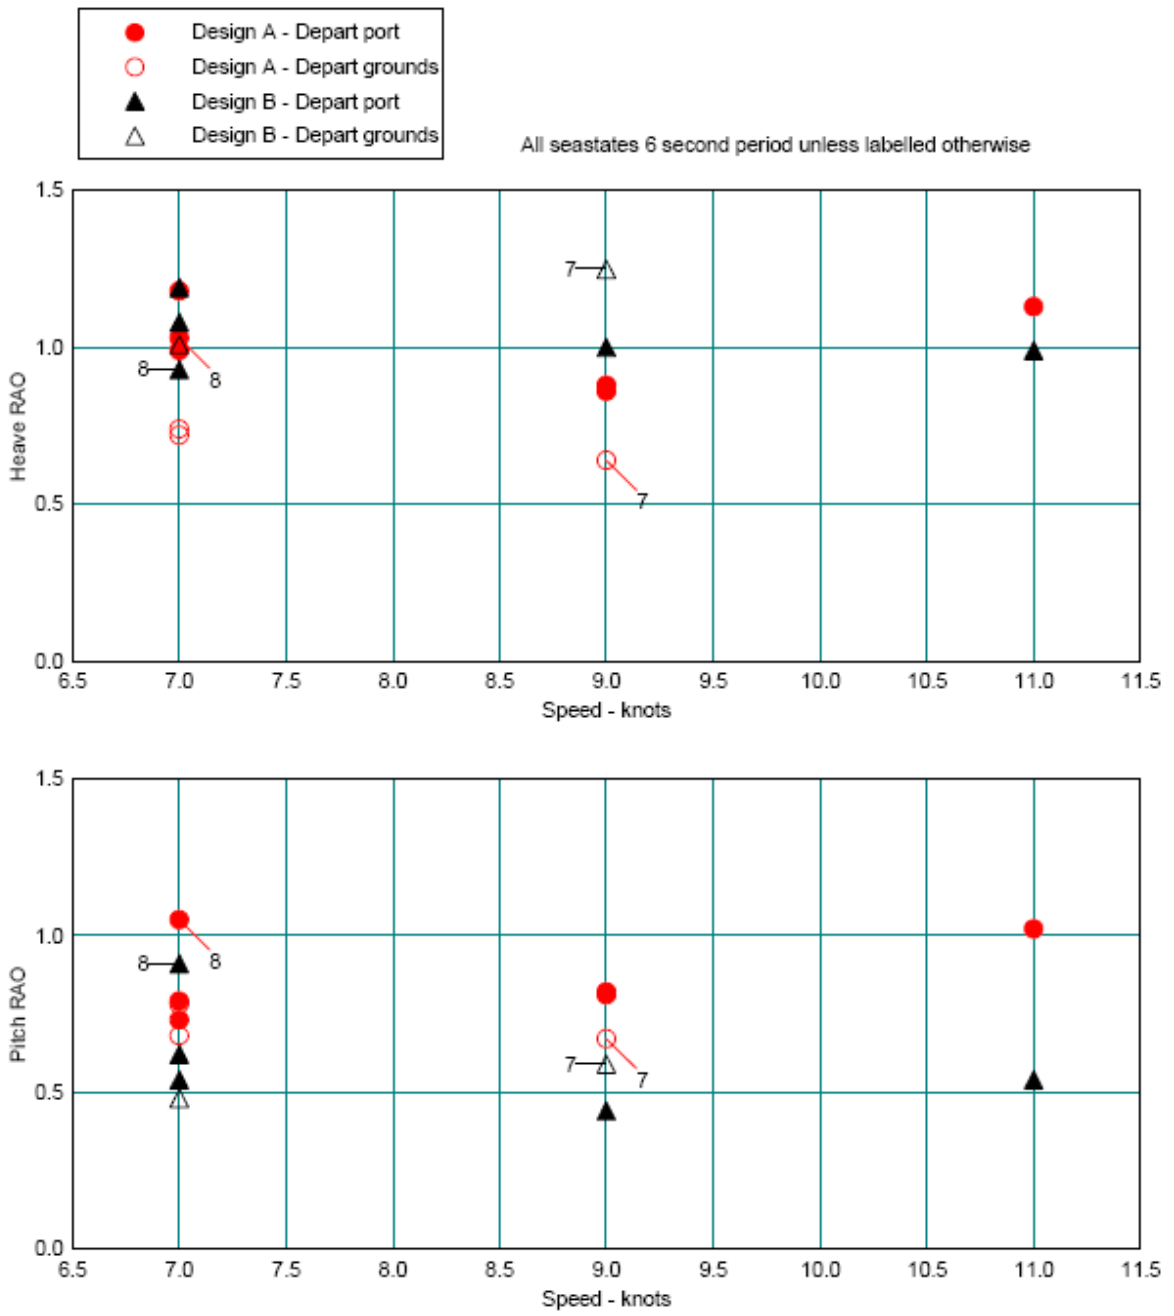 Design A - Depart port
Design A - Depart grounds
Design B - Depart port
Design B - Depart grounds
All seastates 6 second period unless labelled otherwise
1.5
1.0
0.5
0.0
Heave RAO
7
8
8
7
6.5 7.0 7.5 8.0 8.5 9.0 9.5 10.0 10.5 11.0 11.5
Speed - knots
1.5
1.0
0.5
0.0
Pitch RAO
8
8
7
7
6.5 7.0 7.5 8.0 8.5 9.0 9.5 10.0 10.5 11.0 11.5
Speed - knots